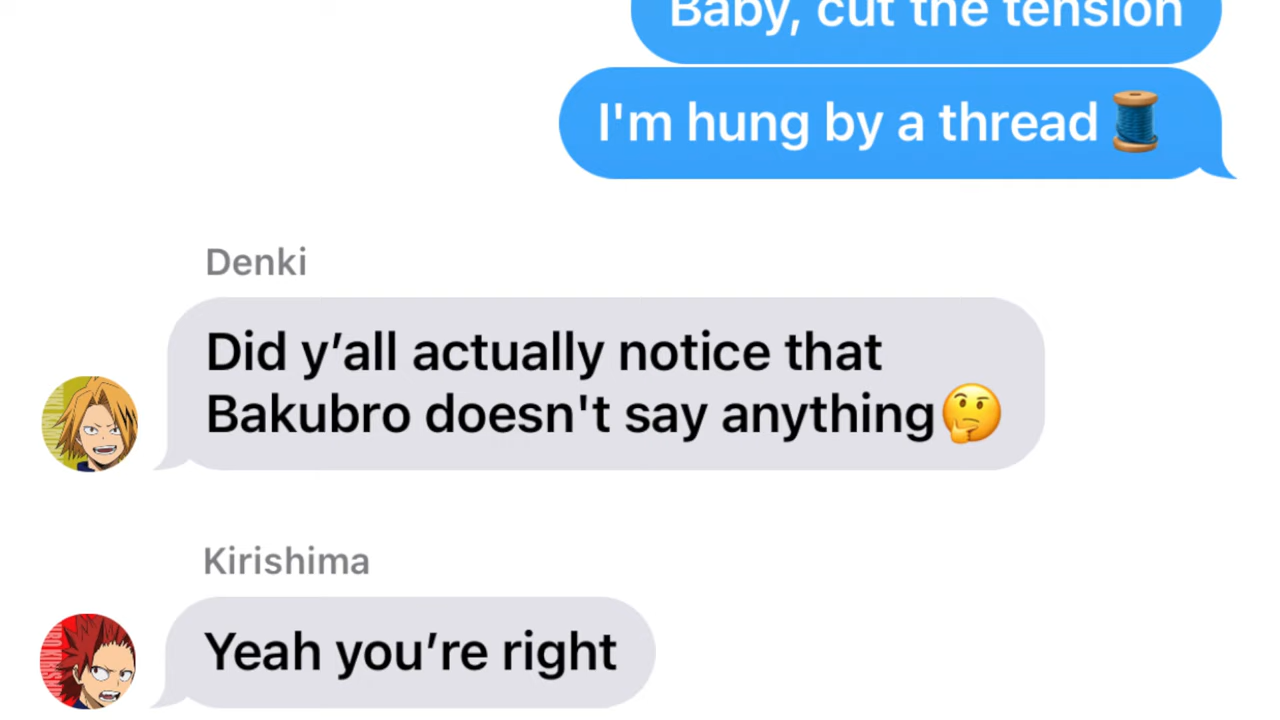 Baby, cut the tension
I'm hung by a thread🧵
Denki
Did y’all actually notice that
Bakubro doesn't say anything🤔
Kirishima
Yeah you’re right